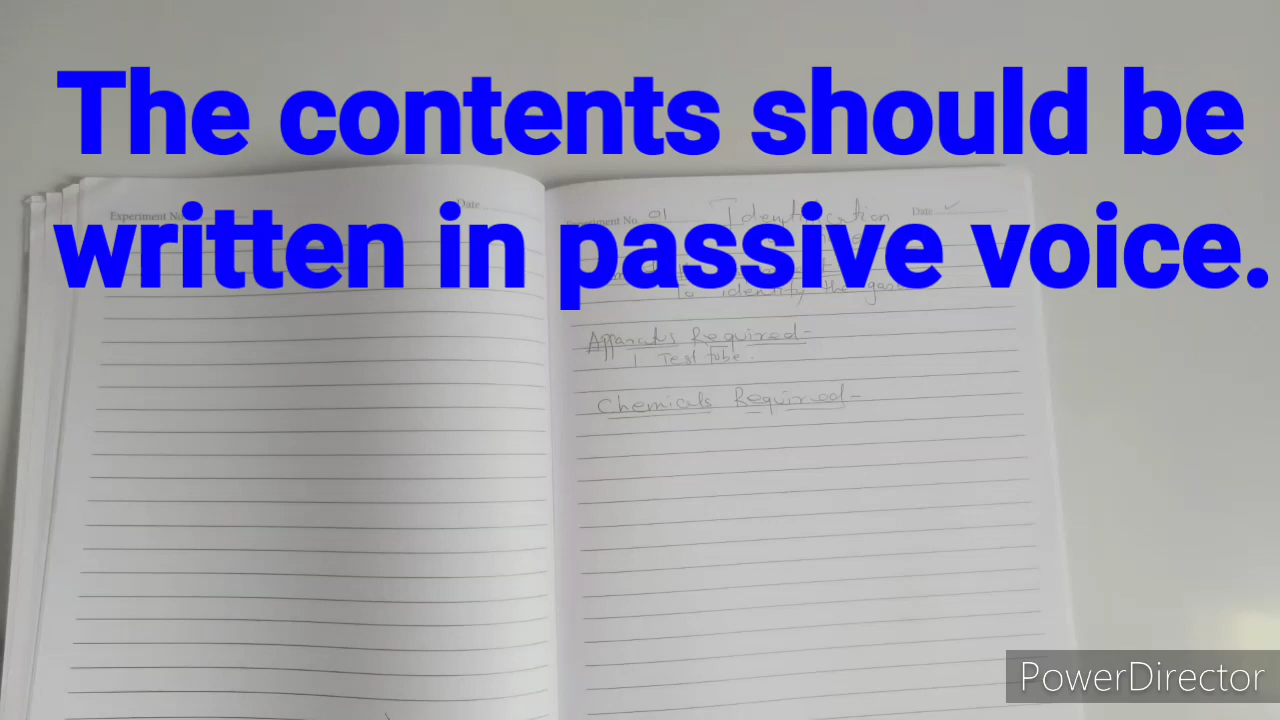 The contents should be
written in passive voice.
Experiment No.
Date
Experiment No. 01
Identification
Date
To identify the gas
Apparatus Required-
1. Test tube.
Chemicals Required-
PowerDirector